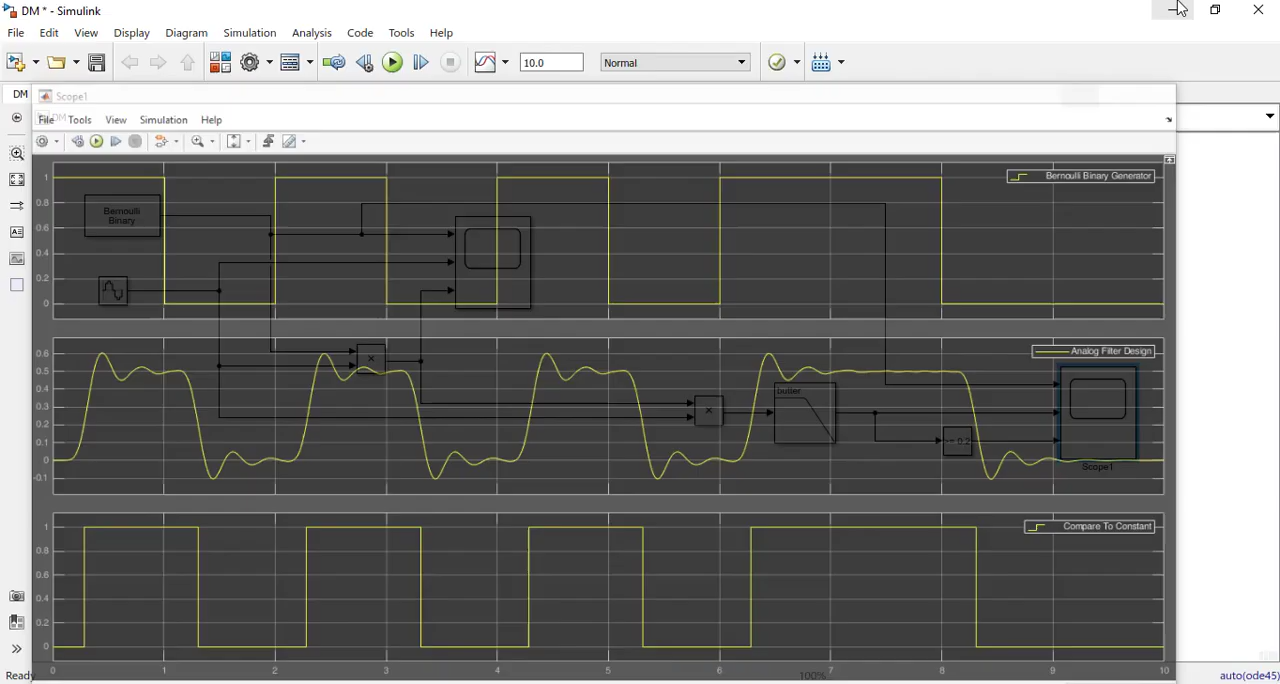 DM * - Simulink
File Edit View Display Diagram Simulation Analysis Code Tools Help
10.0 Normal
DM
Scope1
DM
File Tools View Simulation Help
Bernoulli Binary Generator
1
0.8
0.6
0.4
0.2
0
Bernoulli
Binary
Analog Filter Design
0.6
0.5
0.4
0.3
0.2
0.1
0
-0.1
×
×
butter
>= 0.2
Scope1
Compare To Constant
1
0.8
0.6
0.4
0.2
0
0 1 2 3 4 5 6 7 8 9 10
Ready 100% auto(ode45)